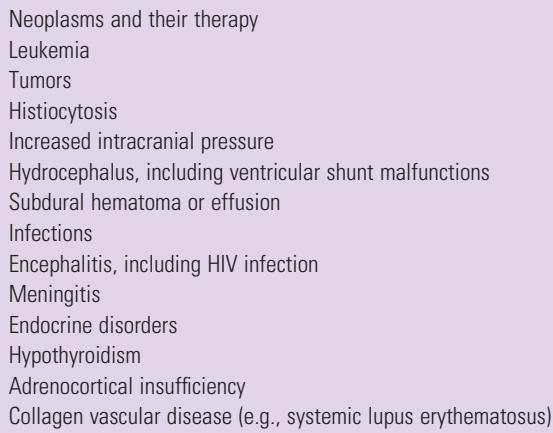 Neoplasms and their therapy
Leukemia
Tumors
Histiocytosis
Increased intracranial pressure
Hydrocephalus, including ventricular shunt malfunctions
Subdural hematoma or effusion
Infections
Encephalitis, including HIV infection
Meningitis
Endocrine disorders
Hypothyroidism
Adrenocortical insufficiency
Collagen vascular disease (e.g., systemic lupus erythematosus)